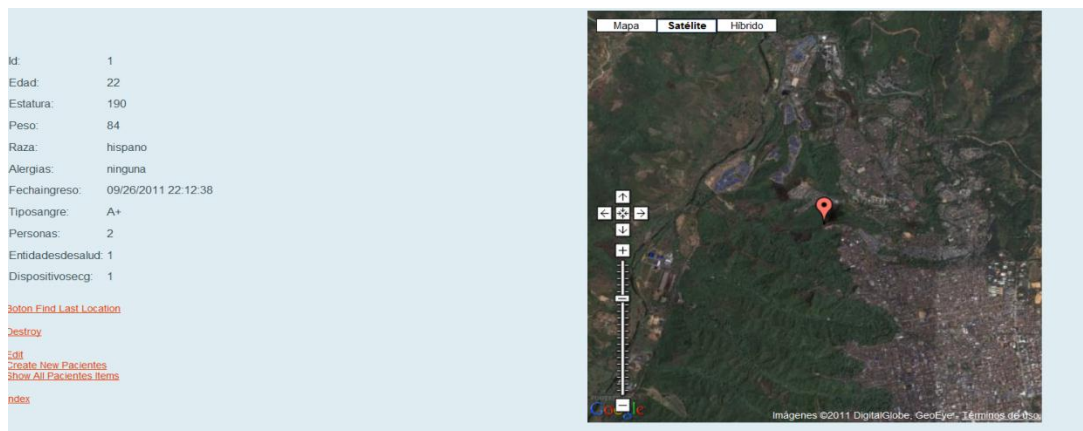 Id: 1
Edad: 22
Estatura: 190
Peso: 84
Raza: hispano
Alergias: ninguna
Fechaingreso: 09/26/2011 22:12:38
Tiposangre: A+
Personas: 2
Entidadesdesalud: 1
Dispositivosecg: 1
Boton Find Last Location
Destroy
Edit
Create New Pacientes
Show All Pacientes Items
Index
Mapa Satélite Híbrido
Google
Imágenes ©2011 DigitalGlobe, GeoEye - Términos de uso